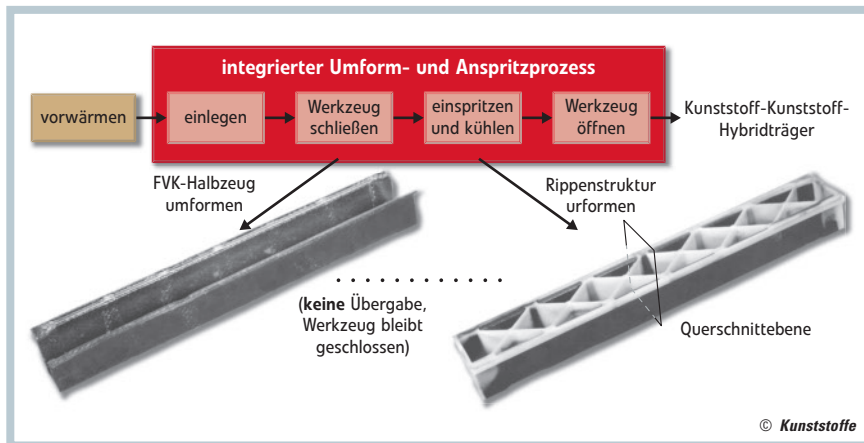 integrierter Umform- und Anspritzprozess
vorwärmen
einlegen
Werkzeug
schließen
einspritzen
und kühlen
Werkzeug
öffnen
Kunststoff-Kunststoff-
Hybridträger
FVK-Halbzeug
umformen
Rippenstruktur
urformen
(keine Übergabe,
Werkzeug bleibt
geschlossen)
Querschnittebene
© Kunststoffe